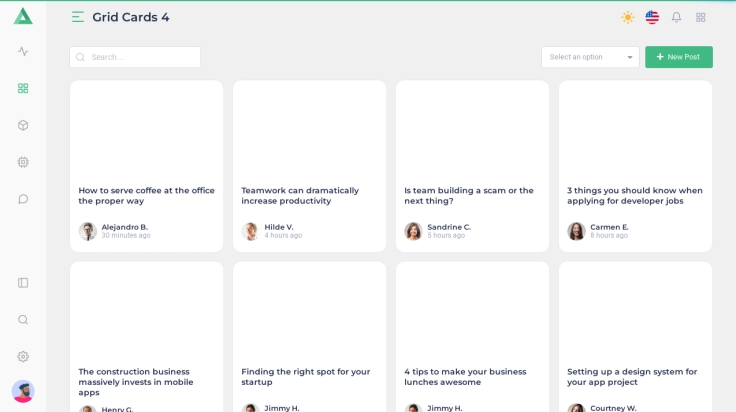 Grid Cards 4
Search...
Select an option
+ New Post
How to serve coffee at the office
the proper way
Alejandro B.
30 minutes ago
Teamwork can dramatically
increase productivity
Hilde V.
4 hours ago
Is team building a scam or the
next thing?
Sandrine C.
5 hours ago
3 things you should know when
applying for developer jobs
Carmen E.
8 hours ago
The construction business
massively invests in mobile
apps
Henry G.
Finding the right spot for your
startup
Jimmy H.
4 tips to make your business
lunches awesome
Jimmy H.
Setting up a design system for
your app project
Courtney W.